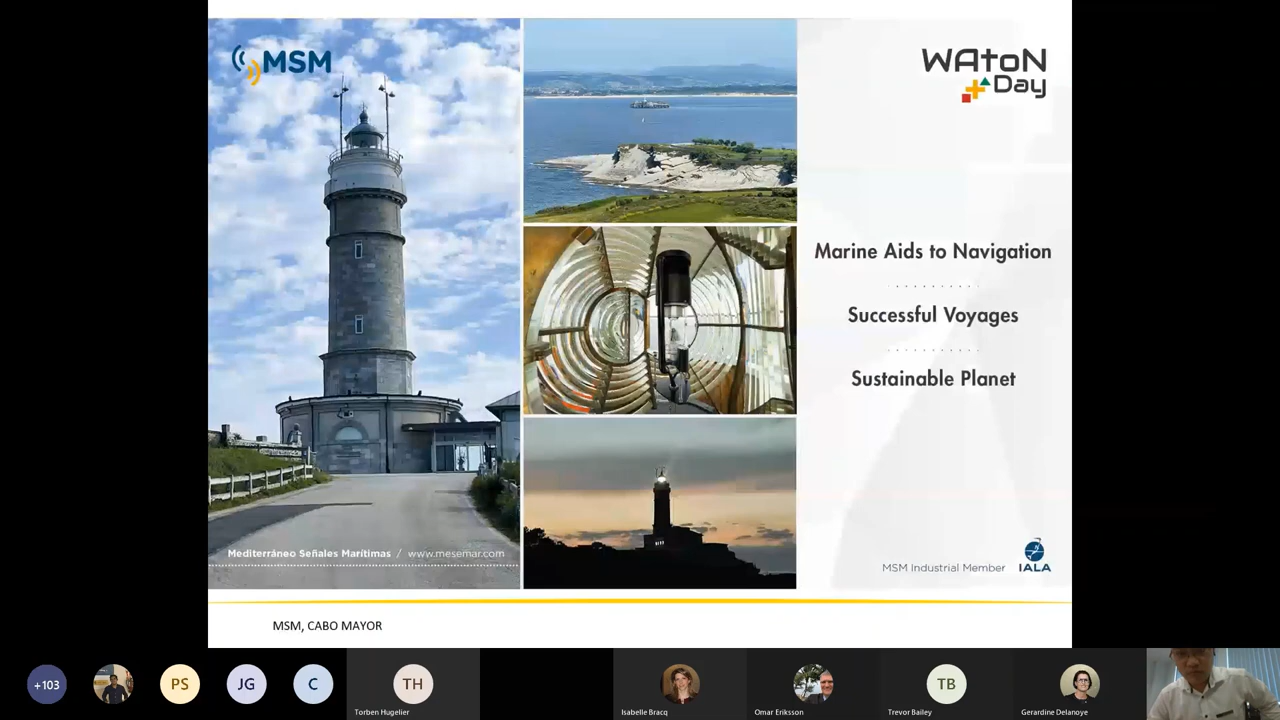 MSM
WAtoN
Day
Marine Aids to Navigation
Successful Voyages
Sustainable Planet
Mediterráneo Señales Marítimas / www.mesemar.com
MSM Industrial Member
IALA
MSM, CABO MAYOR
+103
PS
JG
C
TH
TB
Torben Hugelier
Isabelle Bracq
Omar Eriksson
Trevor Bailey
Gerardine Delanoye